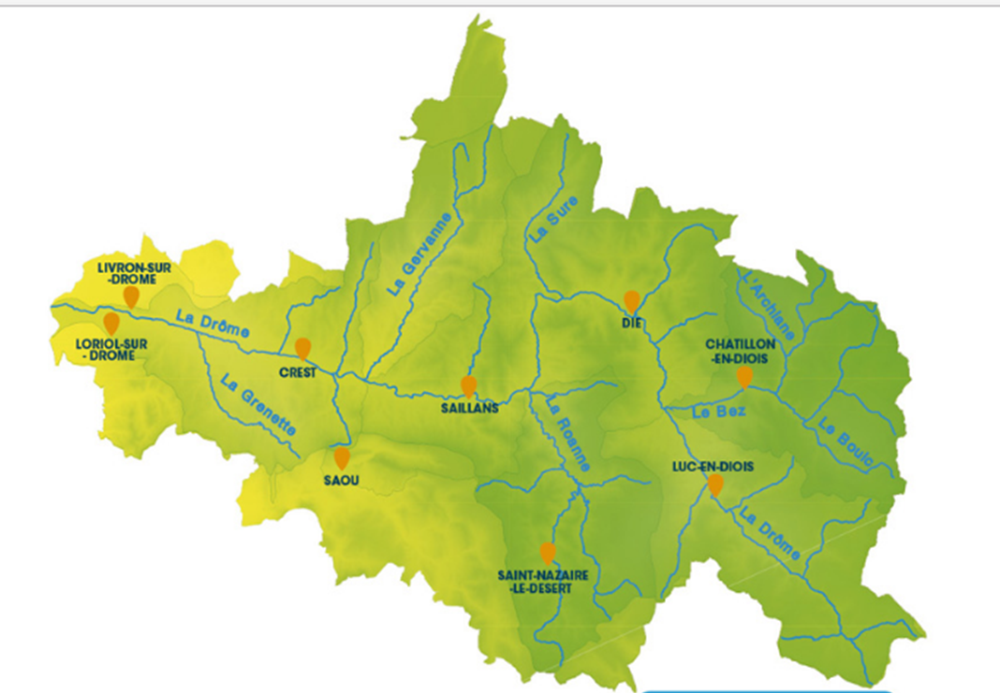 La Sure
La Gervanne
LIVRON-SUR
-DROME
L'Archiane
DIE
La Drôme
LORIOL-SUR
- DROME
CHATILLON
-EN-DIOIS
CREST
La Grenette
SAILLANS
Le Bez
La Roanne
Le Boulc
LUC-EN-DIOIS
SAOU
La Drôme
SAINT-NAZAIRE
-LE-DESERT